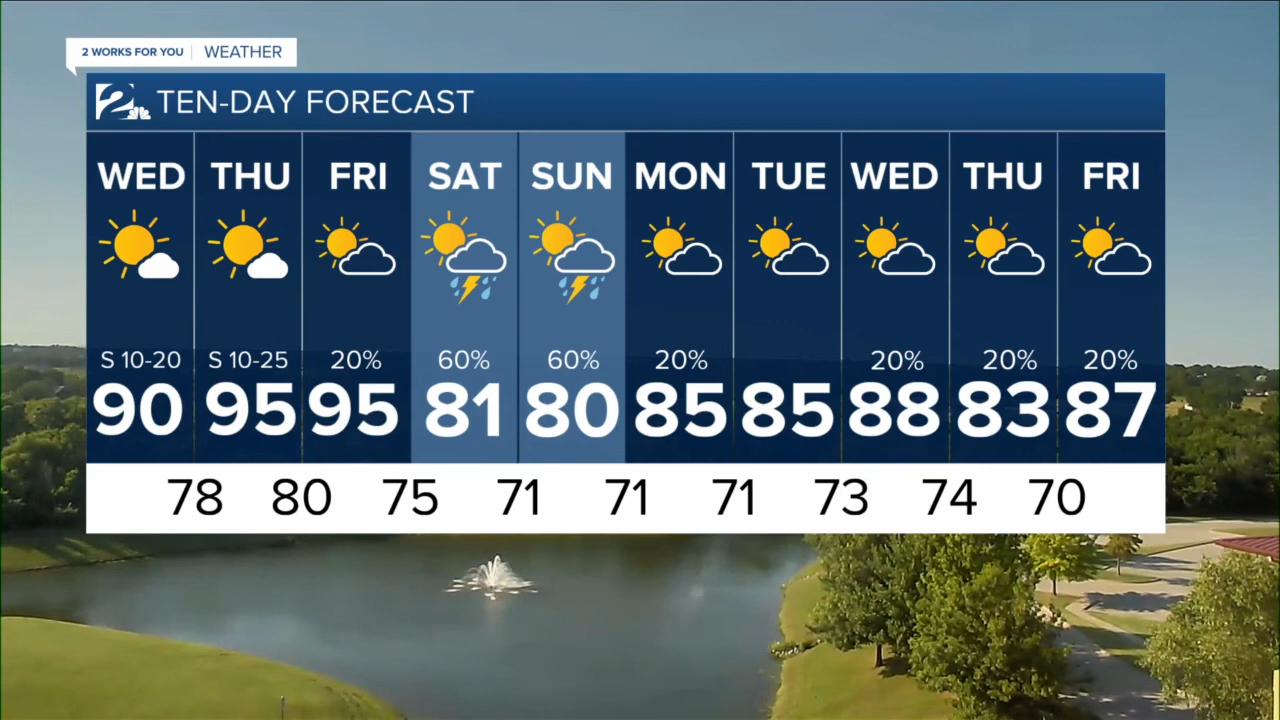 2 WORKS FOR YOU | WEATHER
2 TEN-DAY FORECAST
WED THU FRI SAT SUN MON TUE WED THU FRI
S 10-20 S 10-25 20% 60% 60% 20% 20% 20% 20%
90 95 95 81 80 85 85 88 83 87
78 80 75 71 71 71 73 74 70